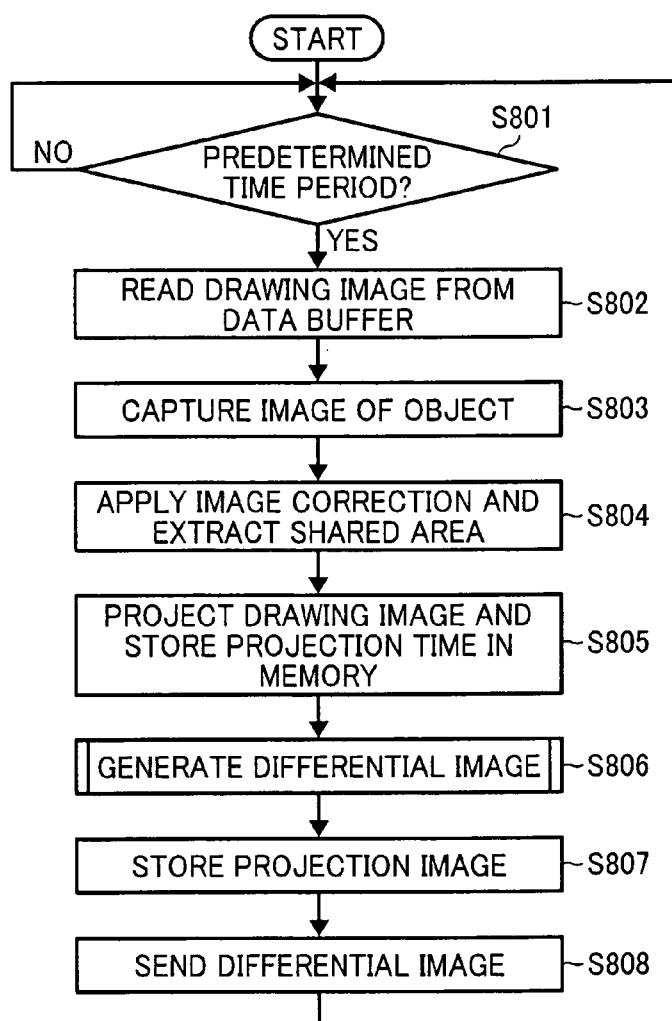 START
S801
NO
PREDETERMINED
TIME PERIOD?
YES
READ DRAWING IMAGE FROM
DATA BUFFER
S802
CAPTURE IMAGE OF OBJECT
S803
APPLY IMAGE CORRECTION AND
EXTRACT SHARED AREA
S804
PROJECT DRAWING IMAGE AND
STORE PROJECTION TIME IN
MEMORY
S805
GENERATE DIFFERENTIAL IMAGE
S806
STORE PROJECTION IMAGE
S807
SEND DIFFERENTIAL IMAGE
S808